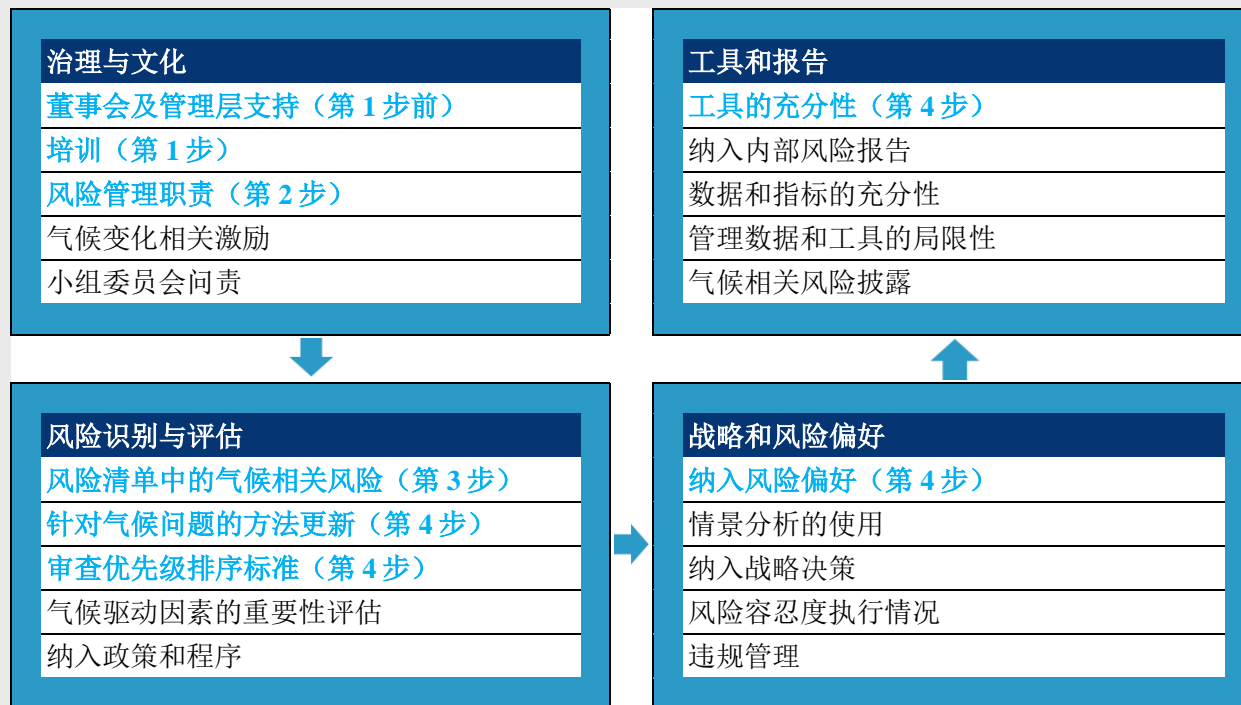 治理与文化
董事会及管理层支持（第 1 步前）
培训（第 1 步）
风险管理职责（第 2 步）
气候变化相关激励
小组委员会问责
工具和报告
工具的充分性（第 4 步）
纳入内部风险报告
数据和指标的充分性
管理数据和工具的局限性
气候相关风险披露
风险识别与评估
风险清单中的气候相关风险（第 3 步）
针对气候问题的方法更新（第 4 步）
审查优先级排序标准（第 4 步）
气候驱动因素的重要性评估
纳入政策和程序
战略和风险偏好
纳入风险偏好（第 4 步）
情景分析的使用
纳入战略决策
风险容忍度执行情况
违规管理